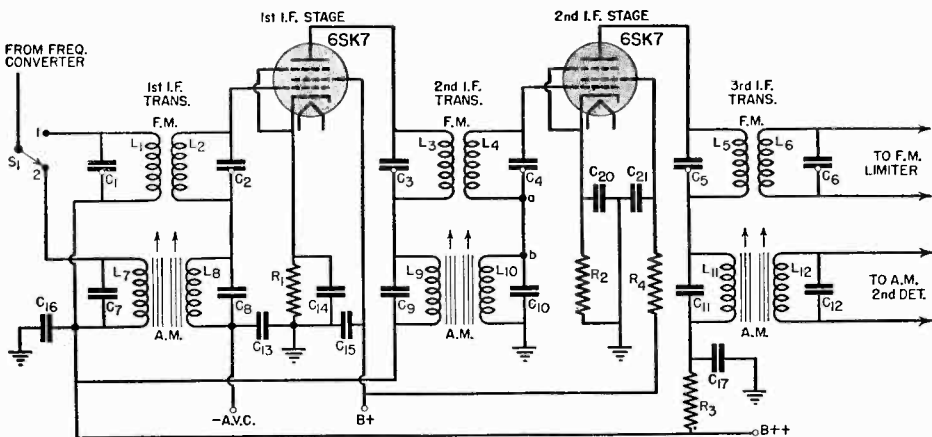 1st I.F. STAGE
6SK7
2nd I.F. STAGE
6SK7
FROM FREQ.
CONVERTER
1st I.F.
TRANS.
F.M.
2nd I.F.
TRANS.
F.M.
3rd I.F.
TRANS.
F.M.
1
S1
2
C1
L1
L2
C2
C3
L3
L4
C4
a
b
C20
C21
C5
L5
L6
C6
TO F.M.
LIMITER
C16
C7
L7
L8
A.M.
C8
C13
R1
C14
C15
C9
L9
L10
A.M.
C10
R2
R4
C11
L11
L12
A.M.
C12
TO A.M.
2nd DET.
C17
R3
-A.V.C.
B+
B++